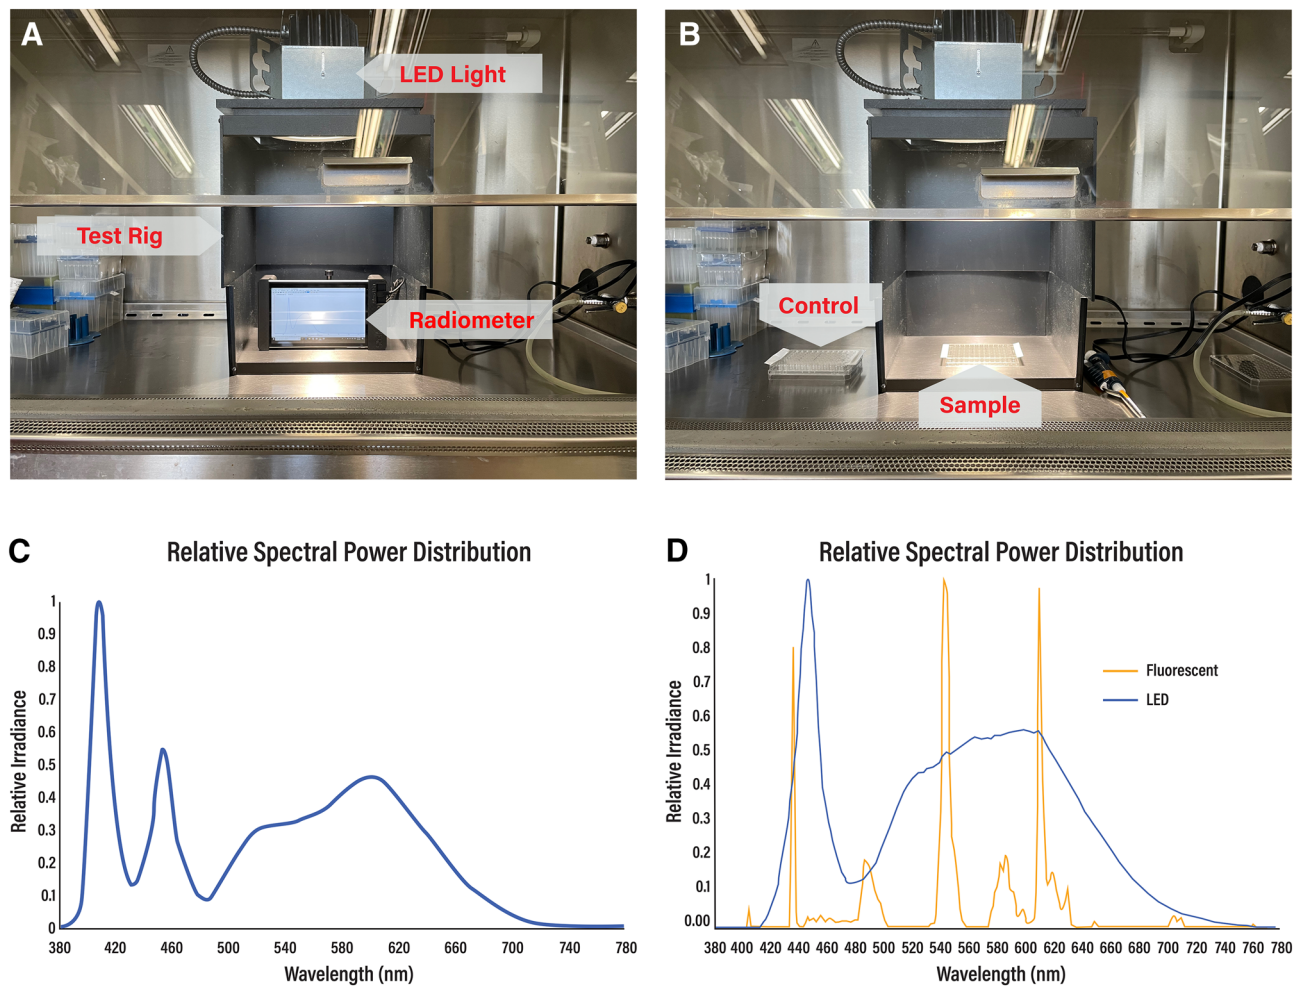 A
LED Light
Test Rig
Radiometer
B
Control
Sample
C
Relative Spectral Power Distribution
Relative Irradiance
1
0.9
0.8
0.7
0.6
0.5
0.4
0.3
0.2
0.1
0
380 420 460 500 540 580 620 660 700 740 780
Wavelength (nm)
D
Relative Spectral Power Distribution
Relative Irradiance
1
0.9
0.8
0.7
0.6
0.5
0.4
0.3
0.2
0.1
0.00
Fluorescent
LED
380 400 420 440 460 480 500 520 540 560 580 600 620 640 660 680 700 720 740 760 780
Wavelength (nm)